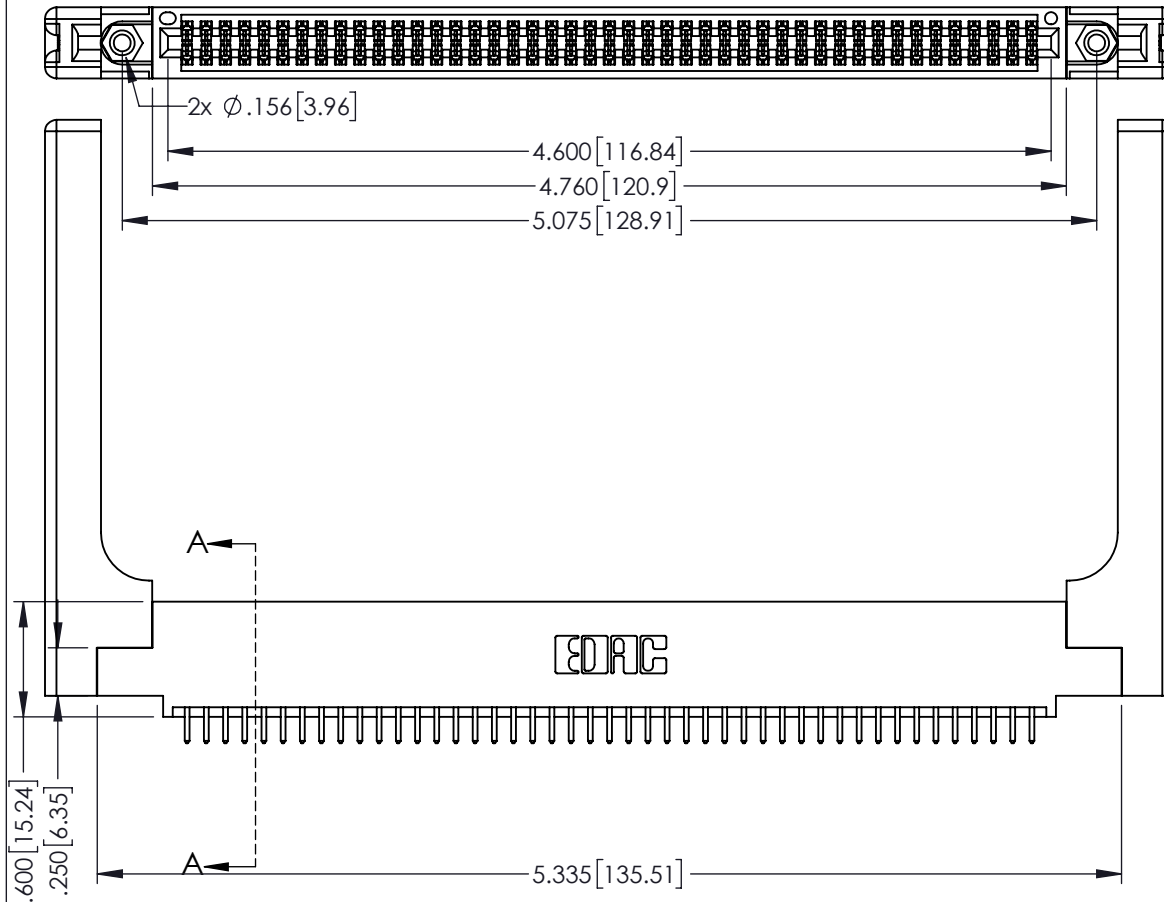 2x ∅.156[3.96]
4.600[116.84]
4.760[120.9]
5.075[128.91]
A
EDAC
.600[15.24]
.250[6.35]
A
5.335[135.51]